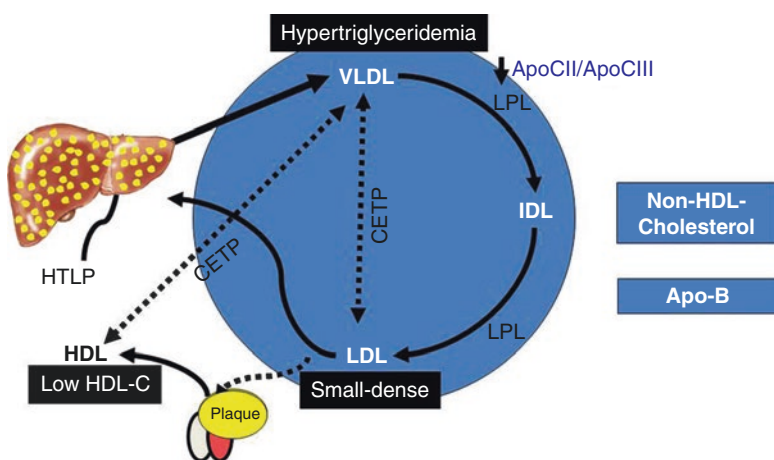 Hypertriglyceridemia
VLDL
ApoCII/ApoCIII
LPL
IDL
Non-HDL-
Cholesterol
Apo-B
CETP
CETP
HTLP
LPL
HDL
Low HDL-C
LDL
Small-dense
Plaque